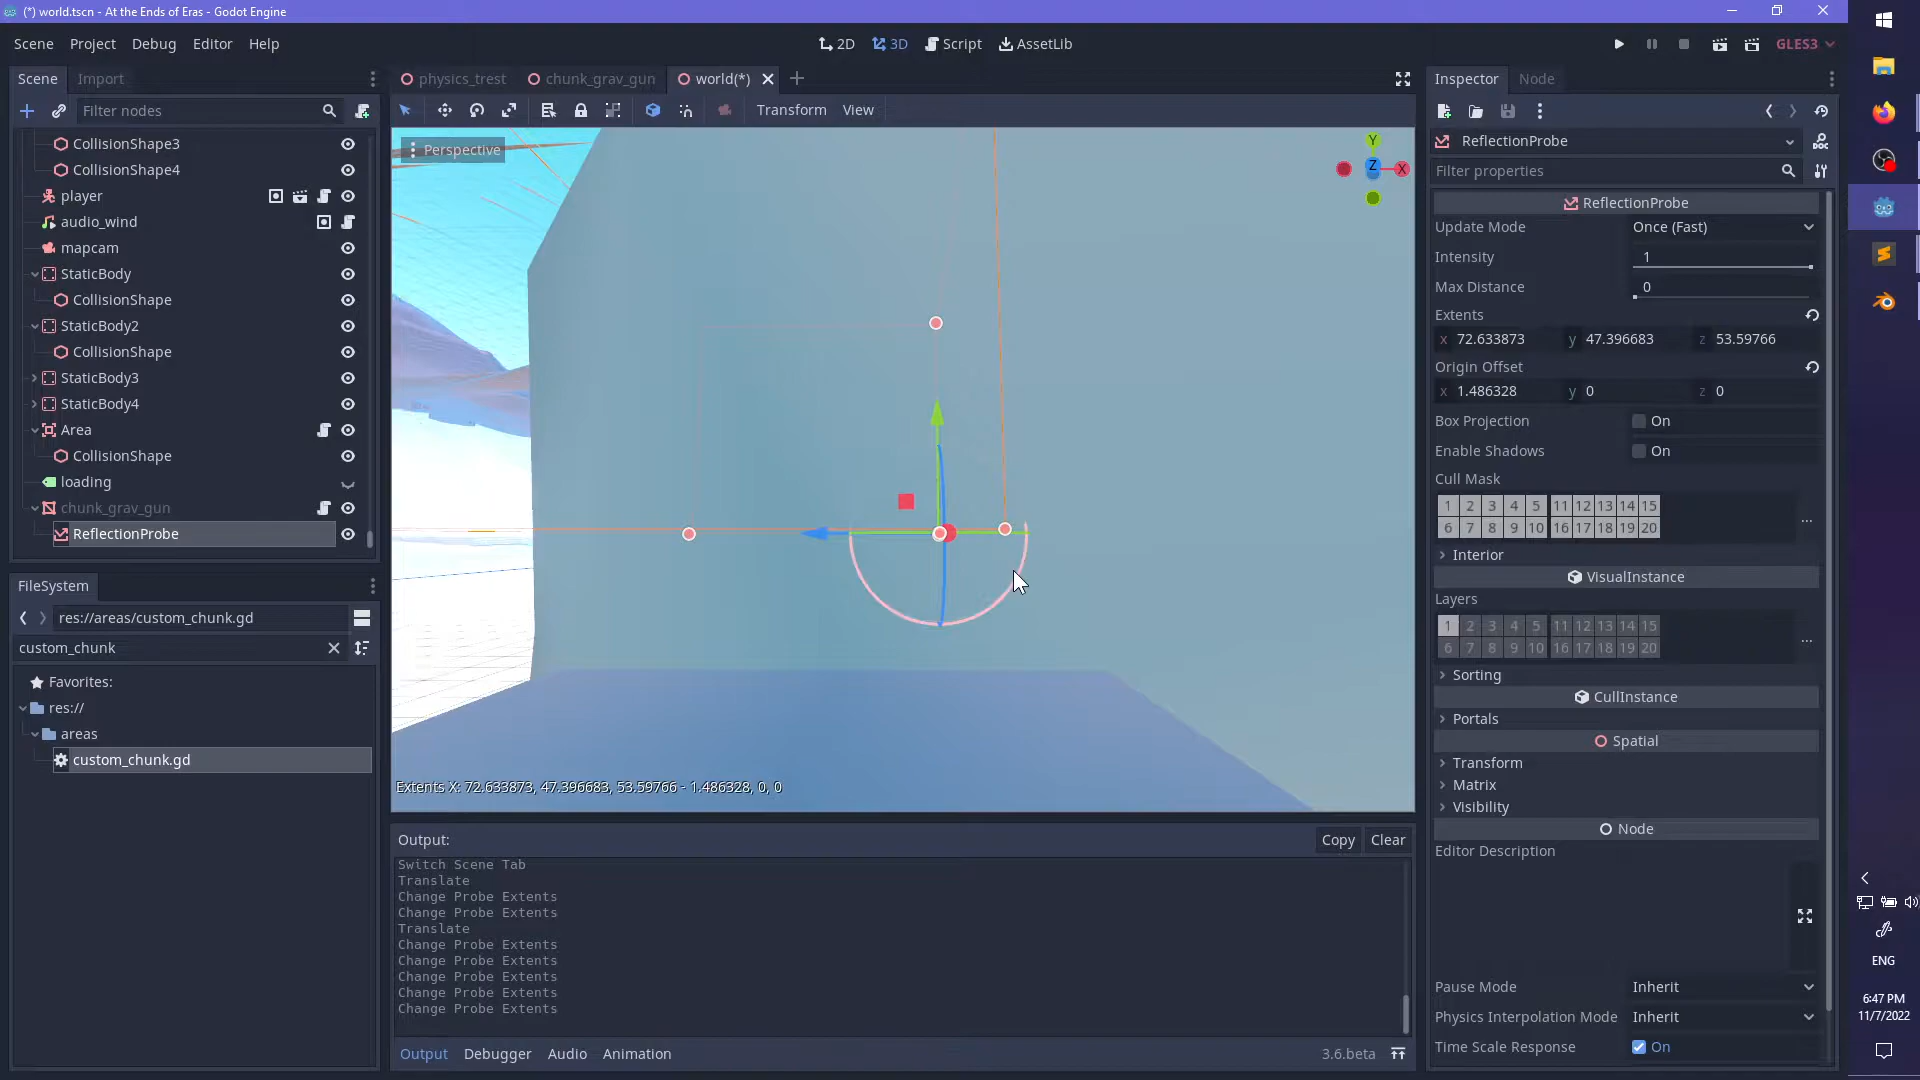 (*) world.tscn - At the Ends of Eras - Godot Engine
Scene Project Debug Editor Help
2D 3D Script AssetLib
GLES3
Scene Import
Filter nodes
CollisionShape3
CollisionShape4
player
audio_wind
mapcam
StaticBody
CollisionShape
StaticBody2
CollisionShape
StaticBody3
StaticBody4
Area
CollisionShape
loading
chunk_grav_gun
ReflectionProbe
FileSystem
res://areas/custom_chunk.gd
custom_chunk
Favorites:
res://
areas
custom_chunk.gd
physics_trest chunk_grav_gun world(*)
Transform View
Perspective
Y
Z
X
Extents X: 72.633873, 47.396683, 53.59766 - 1.486328, 0, 0
Output:
Copy Clear
Switch Scene Tab
Translate
Change Probe Extents
Change Probe Extents
Translate
Change Probe Extents
Change Probe Extents
Change Probe Extents
Change Probe Extents
Change Probe Extents
Output Debugger Audio Animation
3.6.beta
Inspector Node
ReflectionProbe
Filter properties
ReflectionProbe
Update Mode Once (Fast)
Intensity 1
Max Distance 0
Extents
x 72.633873 y 47.396683 z 53.59766
Origin Offset
x 1.486328 y 0 z 0
Box Projection On
Enable Shadows On
Cull Mask
1 2 3 4 5 11 12 13 14 15
6 7 8 9 10 16 17 18 19 20
...
Interior
VisualInstance
Layers
1 2 3 4 5 11 12 13 14 15
6 7 8 9 10 16 17 18 19 20
...
Sorting
CullInstance
Portals
Spatial
Transform
Matrix
Visibility
Node
Editor Description
Pause Mode Inherit
Physics Interpolation Mode Inherit
Time Scale Response On
ENG
6:47 PM
11/7/2022